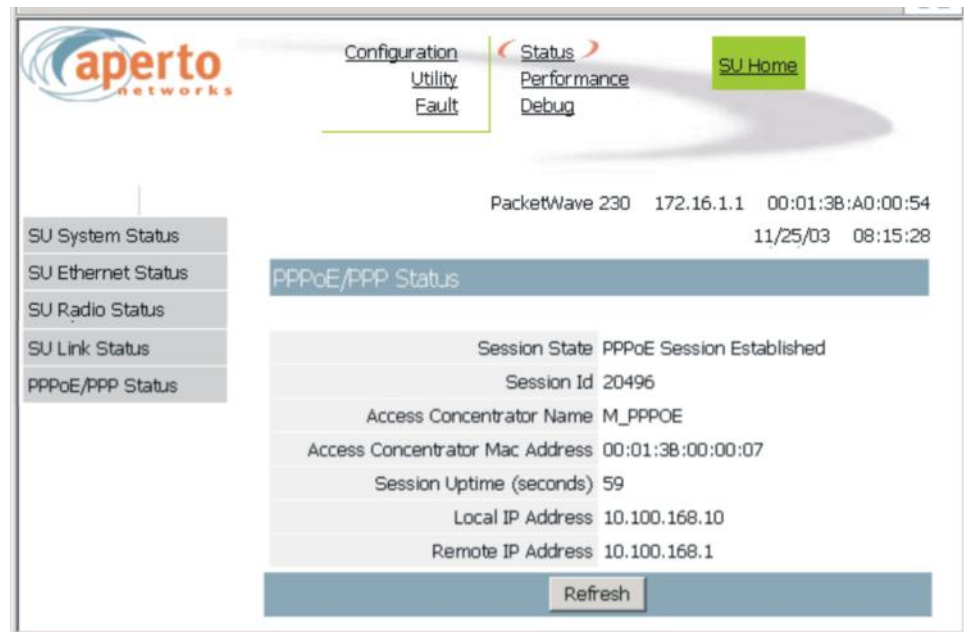 aperto
networks
Configuration
Utility
Fault
Status
Performance
Debug
SU Home
PacketWave 230 172.16.1.1 00:01:3B:A0:00:54
11/25/03 08:15:28
SU System Status
SU Ethernet Status
SU Radio Status
SU Link Status
PPPoE/PPP Status
PPPoE/PPP Status
Session State PPPoE Session Established
Session Id 20496
Access Concentrator Name M_PPPOE
Access Concentrator Mac Address 00:01:3B:00:00:07
Session Uptime (seconds) 59
Local IP Address 10.100.168.10
Remote IP Address 10.100.168.1
Refresh